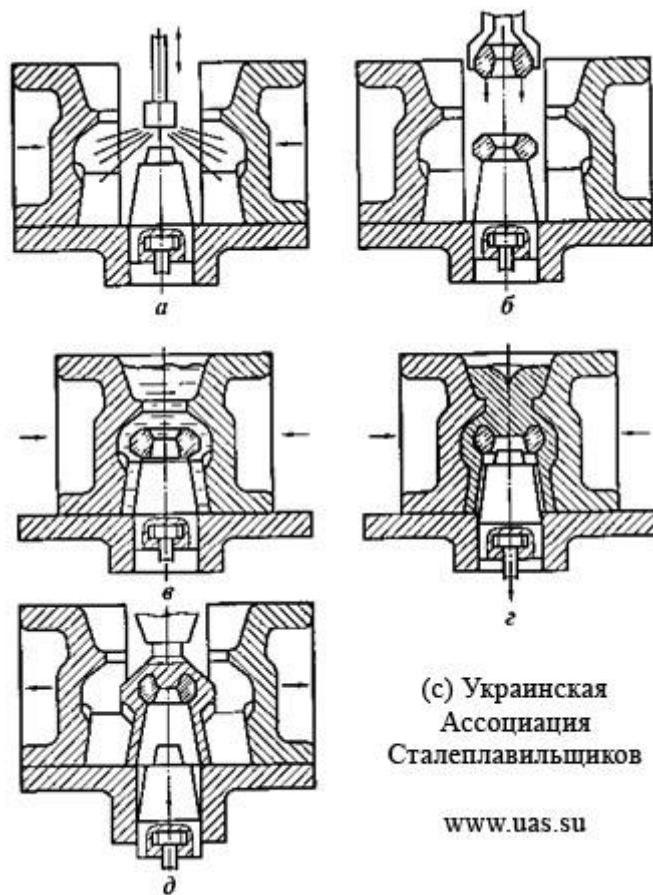 а
б
в
г
д
(с) Украинская
Ассоциация
Сталеплавильщиков
www.uas.su